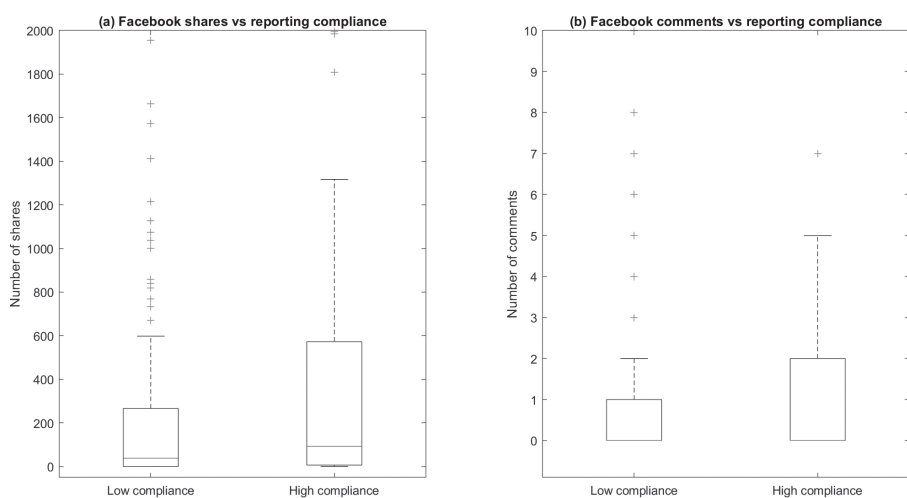 (a) Facebook shares vs reporting compliance
2000
1800
1600
1400
1200
1000
800
600
400
200
0
Number of shares
Low compliance
High compliance
(b) Facebook comments vs reporting compliance
10
9
8
7
6
5
4
3
2
1
0
Number of comments
Low compliance
High compliance